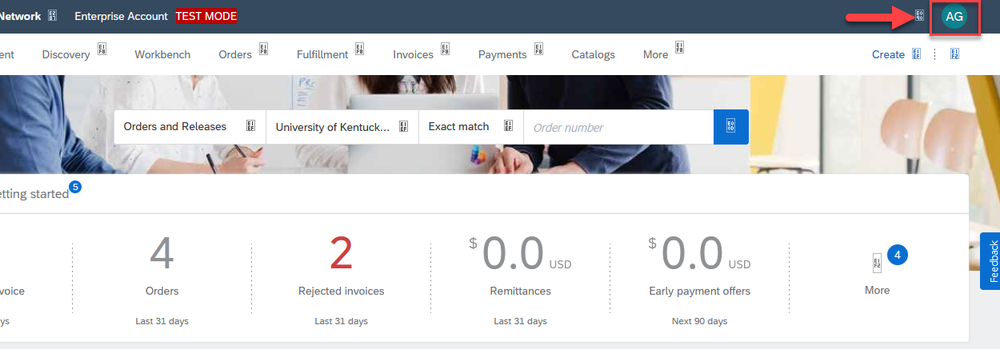 Network Enterprise Account TEST MODE AG
ent Discovery Workbench Orders Fulfillment Invoices Payments Catalogs More Create
Orders and Releases University of Kentuck... Exact match Order number
etting started 5
4 2 $ 0.0 USD $ 0.0 USD 4
voice Orders Rejected invoices Remittances Early payment offers More
ys Last 31 days Last 31 days Last 31 days Next 90 days
Feedback